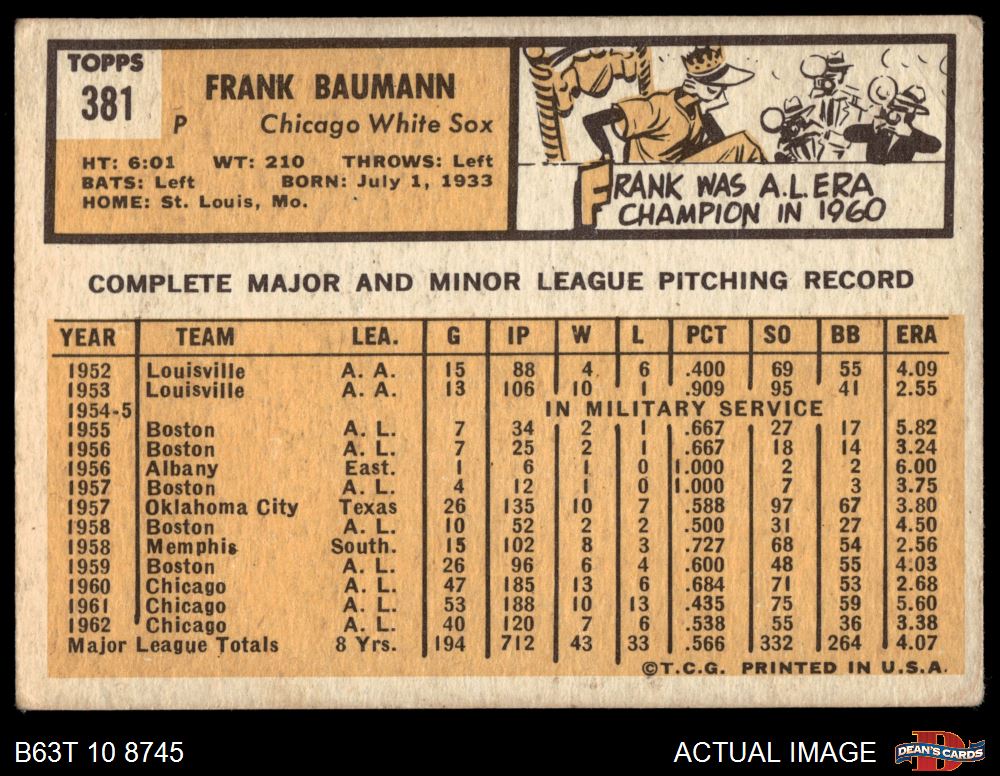 TOPPS
381
FRANK BAUMANN
P Chicago White Sox
HT: 6:01 WT: 210 THROWS: Left
BATS: Left BORN: July 1, 1933
HOME: St. Louis, Mo.
FRANK WAS A.L. ERA
CHAMPION IN 1960
COMPLETE MAJOR AND MINOR LEAGUE PITCHING RECORD
YEAR TEAM LEA. G IP W L PCT SO BB ERA
1952 Louisville A. A. 15 88 4 6 .400 69 55 4.09
1953 Louisville A. A. 13 106 10 1 .909 95 41 2.55
1954-5 IN MILITARY SERVICE
1955 Boston A. L. 7 34 2 1 .667 27 17 5.82
1956 Boston A. L. 7 25 2 1 .667 18 14 3.24
1956 Albany East. 1 6 1 0 1.000 2 2 6.00
1957 Boston A. L. 4 12 1 0 1.000 7 3 3.75
1957 Oklahoma City Texas 26 135 10 7 .588 97 67 3.80
1958 Boston A. L. 10 52 2 2 .500 31 27 4.50
1958 Memphis South. 15 102 8 3 .727 68 54 2.56
1959 Boston A. L. 26 96 6 4 .600 48 55 4.03
1960 Chicago A. L. 47 185 13 6 .684 71 53 2.68
1961 Chicago A. L. 53 188 10 13 .435 75 59 5.60
1962 Chicago A. L. 40 120 7 6 .538 55 36 3.38
Major League Totals 8 Yrs. 194 712 43 33 .566 332 264 4.07
©T.C.G. PRINTED IN U.S.A.
B63T 10 8745
ACTUAL IMAGE
D
DEAN'S CARDS